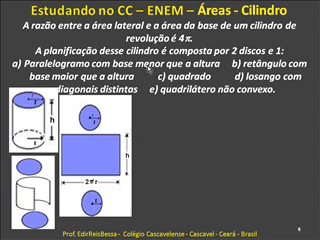 Estudando no CC – ENEM – Áreas - Cilindro
A razão entre a área lateral e a área da base de um cilindro de
revolução é 4π.
A planificação desse cilindro é composta por 2 discos e 1:
a) Paralelogramo com base menor que a altura b) retângulo com
base maior que a altura c) quadrado d) losango com
diagonais distintas e) quadrilátero não convexo.
r
h
r
h
2πr
Prof. EdirReisBessa - Colégio Cascavelense - Cascavel - Ceará - Brasil
8